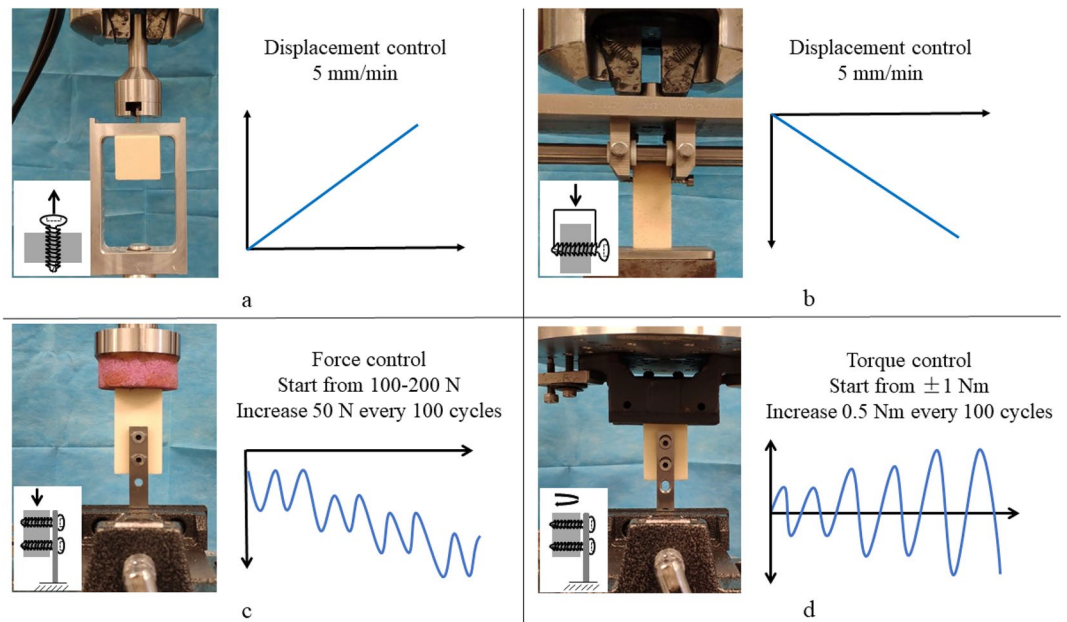 Displacement control
5 mm/min
a
Displacement control
5 mm/min
b
Force control
Start from 100-200 N
Increase 50 N every 100 cycles
c
Torque control
Start from ±1 Nm
Increase 0.5 Nm every 100 cycles
d